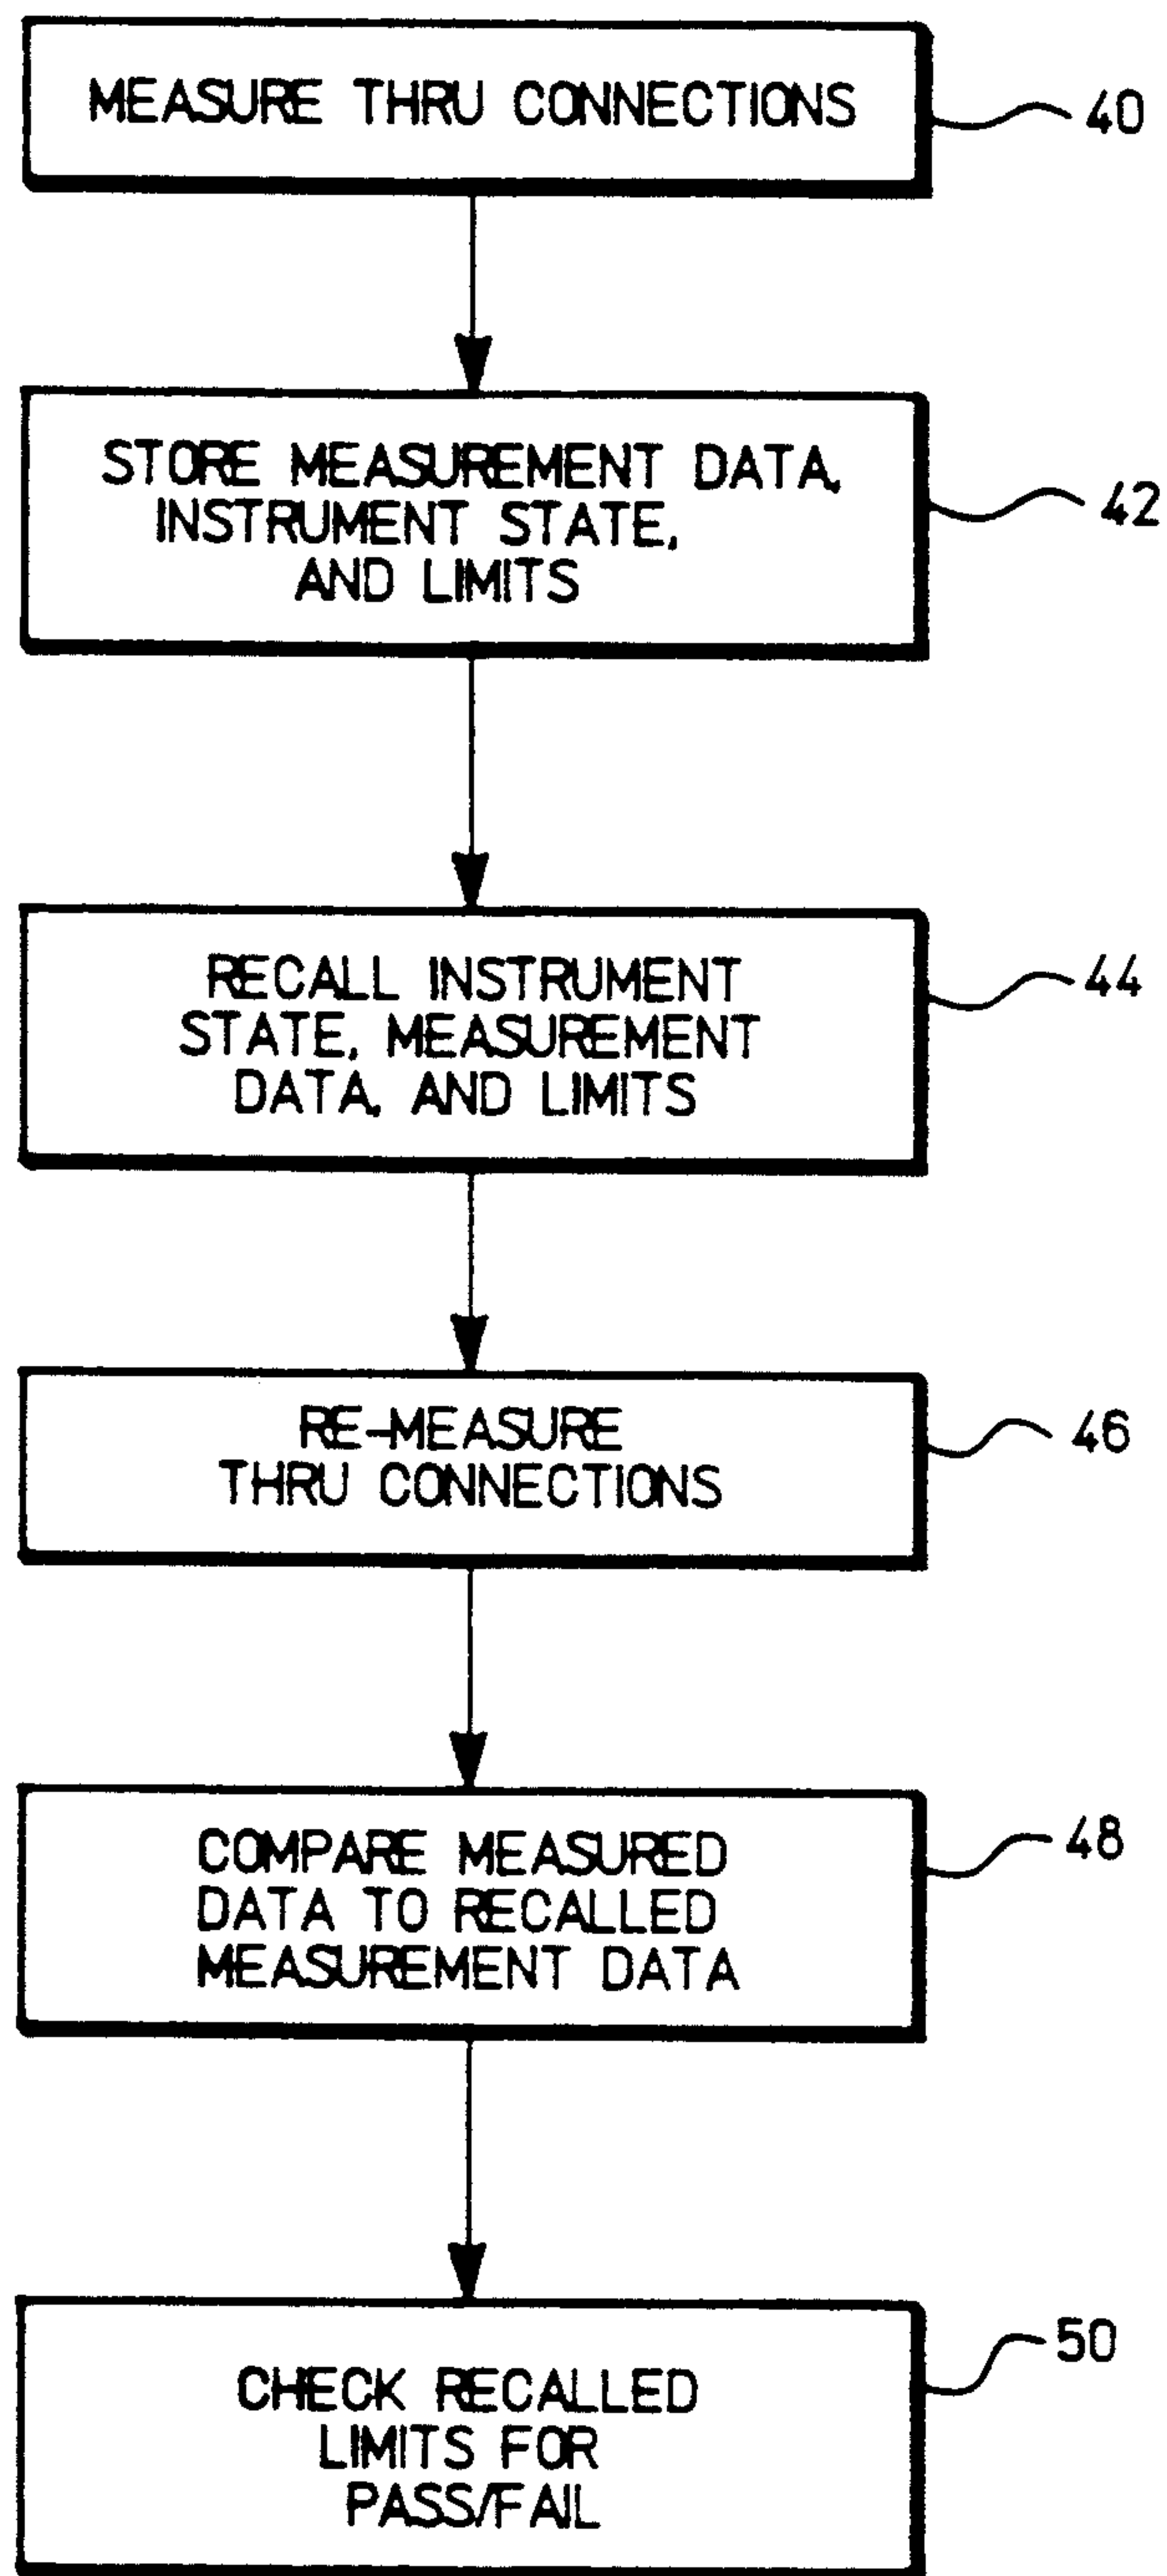 MEASURE THRU CONNECTIONS
40
STORE MEASUREMENT DATA,
INSTRUMENT STATE,
AND LIMITS
42
RECALL INSTRUMENT
STATE, MEASUREMENT
DATA, AND LIMITS
44
RE-MEASURE
THRU CONNECTIONS
46
COMPARE MEASURED
DATA TO RECALLED
MEASUREMENT DATA
48
CHECK RECALLED
LIMITS FOR
PASS/FAIL
50